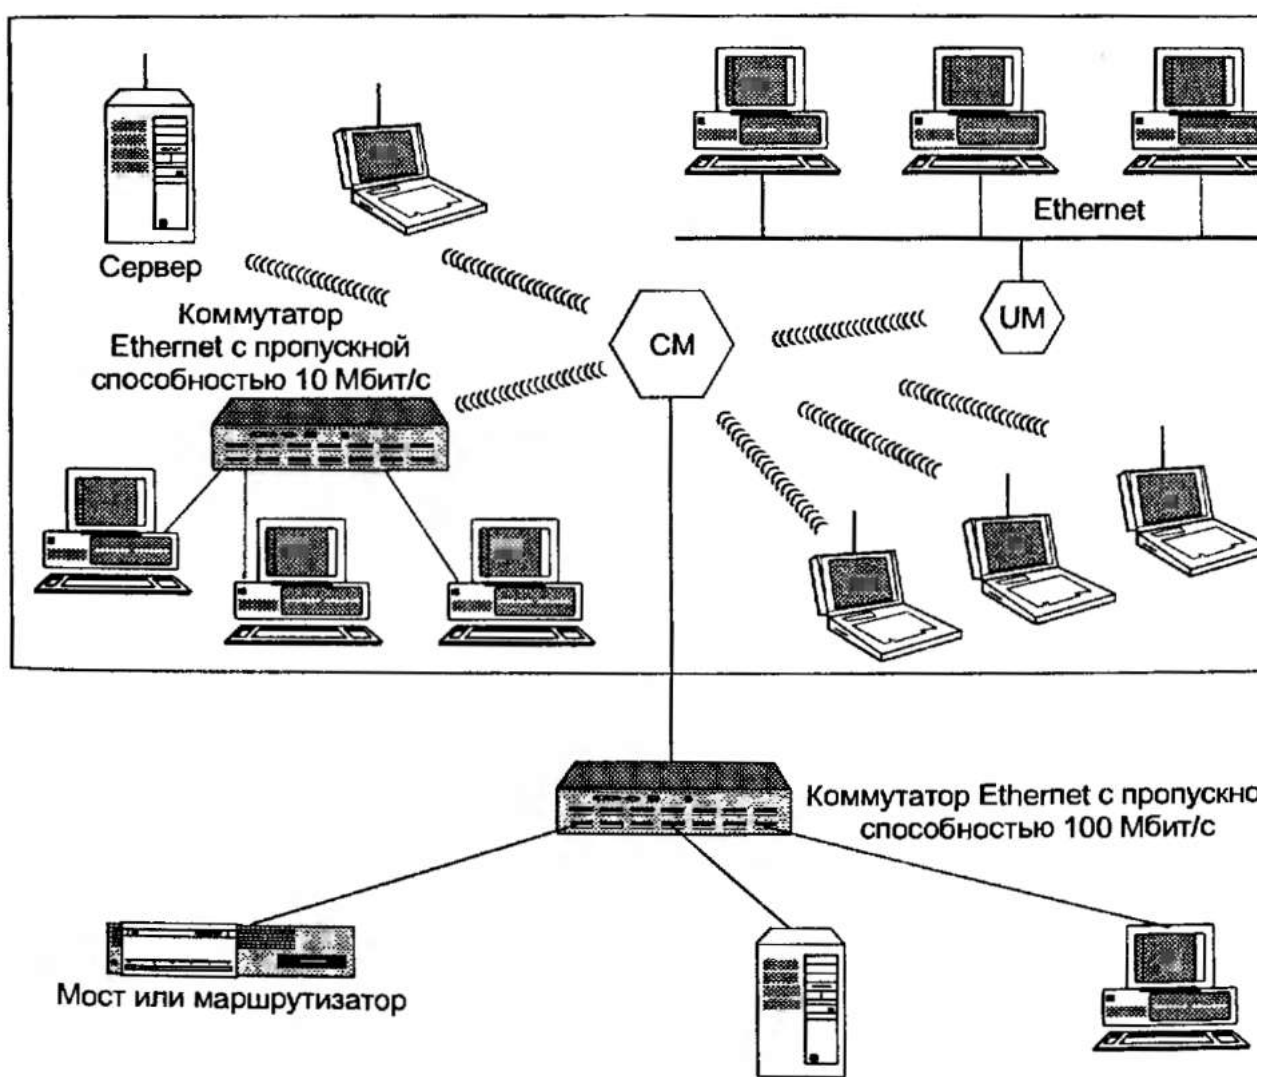 Ethernet
Сервер
Коммутатор
Ethernet с пропускной
способностью 10 Мбит/с
CM
UM
Коммутатор Ethernet с пропускно
способностью 100 Мбит/с
Мост или маршрутизатор